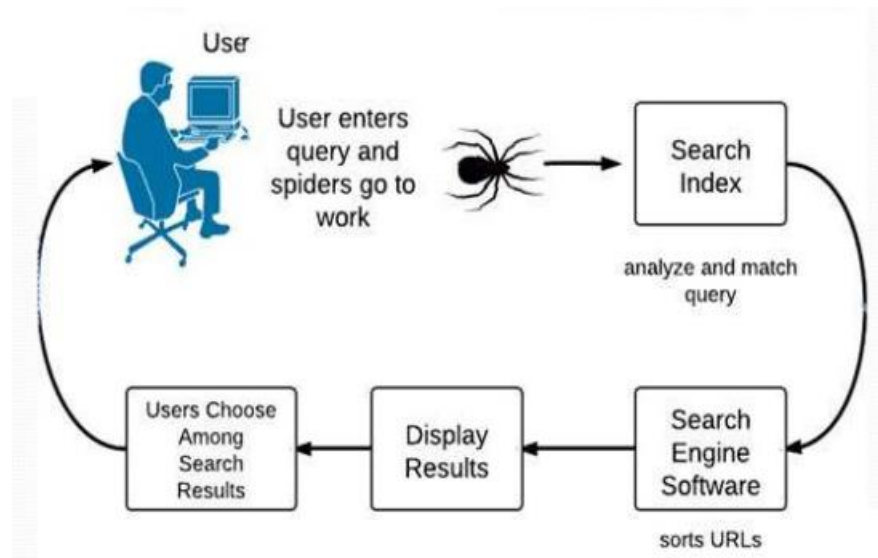 User
User enters
query and
spiders go to
work
Search
Index
analyze and match
query
Search
Engine
Software
sorts URLs
Display
Results
Users Choose
Among
Search
Results